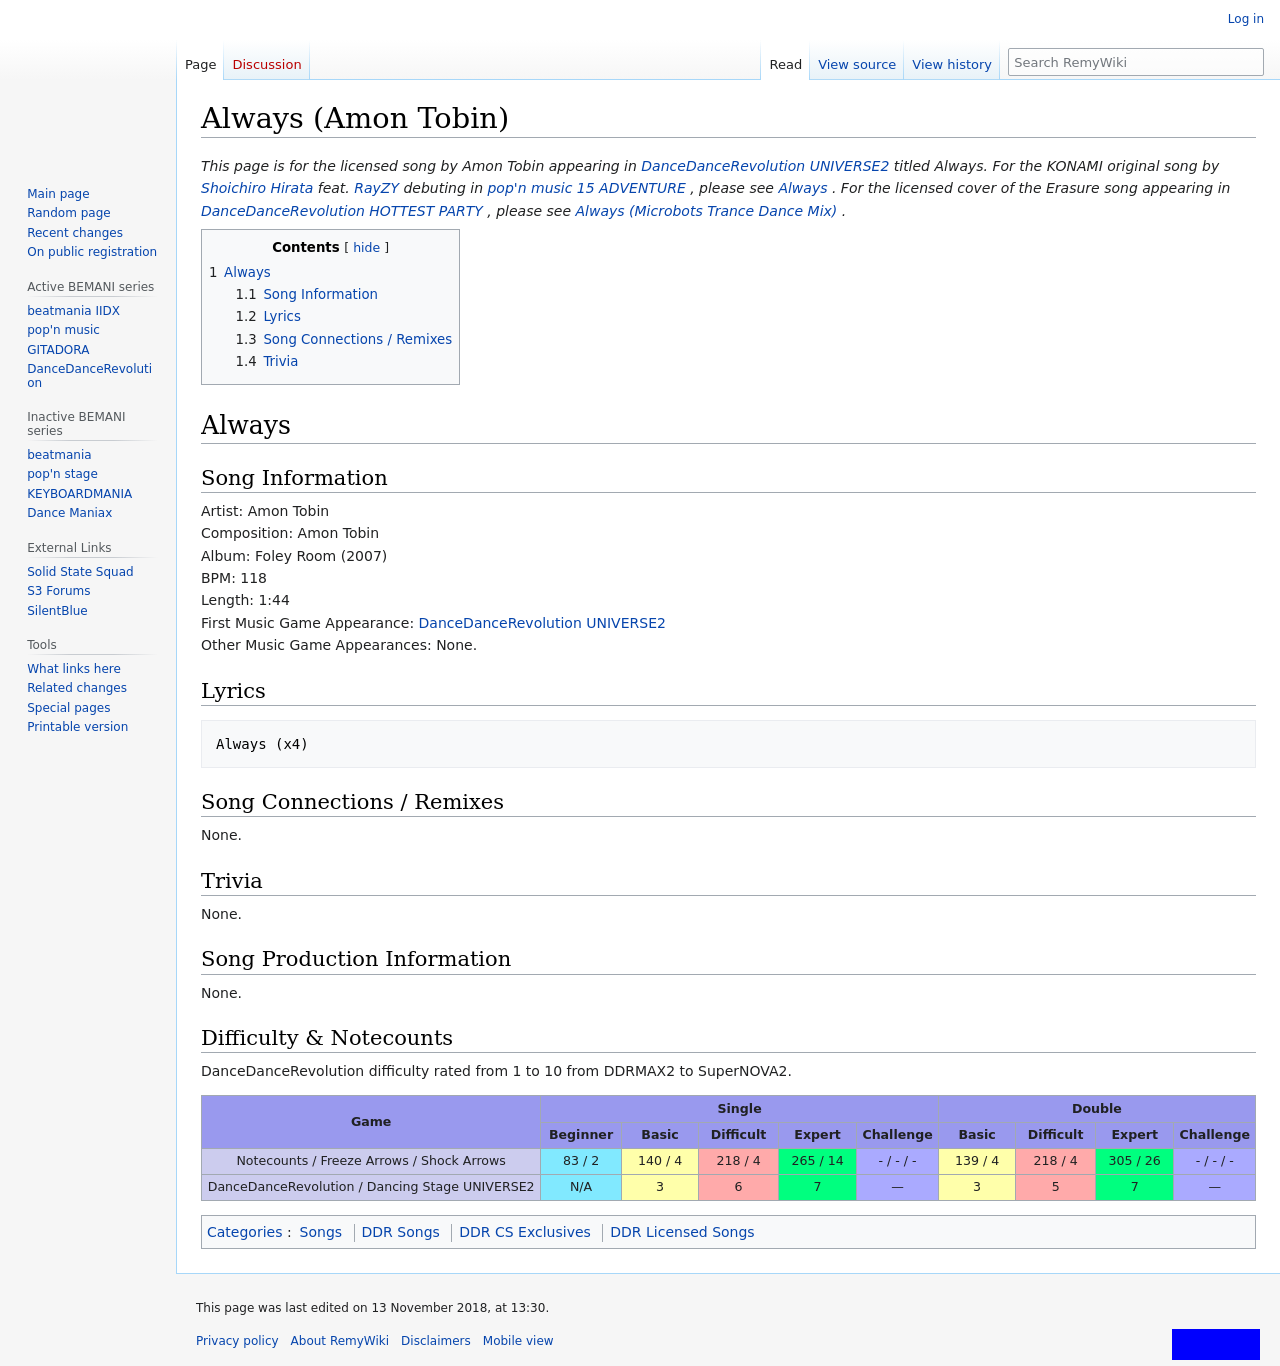 Log in
Page
Discussion
Read
View source
View history
Search RemyWiki
Main page
Random page
Recent changes
On public registration
Active BEMANI series
beatmania IIDX
pop'n music
GITADORA
DanceDanceRevoluti
on
Inactive BEMANI
series
beatmania
pop'n stage
KEYBOARDMANIA
Dance Maniax
External Links
Solid State Squad
S3 Forums
SilentBlue
Tools
What links here
Related changes
Special pages
Printable version
Always (Amon Tobin)
This page is for the licensed song by Amon Tobin appearing in DanceDanceRevolution UNIVERSE2 titled Always. For the KONAMI original song by
Shoichiro Hirata feat. RayZY debuting in pop'n music 15 ADVENTURE , please see Always . For the licensed cover of the Erasure song appearing in
DanceDanceRevolution HOTTEST PARTY , please see Always (Microbots Trance Dance Mix) .
Contents [ hide ]
1 Always
1.1 Song Information
1.2 Lyrics
1.3 Song Connections / Remixes
1.4 Trivia
Always
Song Information
Artist: Amon Tobin
Composition: Amon Tobin
Album: Foley Room (2007)
BPM: 118
Length: 1:44
First Music Game Appearance: DanceDanceRevolution UNIVERSE2
Other Music Game Appearances: None.
Lyrics
Always (x4)
Song Connections / Remixes
None.
Trivia
None.
Song Production Information
None.
Difficulty & Notecounts
DanceDanceRevolution difficulty rated from 1 to 10 from DDRMAX2 to SuperNOVA2.
Game Single Double
Beginner Basic Difficult Expert Challenge Basic Difficult Expert Challenge
Notecounts / Freeze Arrows / Shock Arrows 83 / 2 140 / 4 218 / 4 265 / 14 - / - / - 139 / 4 218 / 4 305 / 26 - / - / -
DanceDanceRevolution / Dancing Stage UNIVERSE2 N/A 3 6 7 — 3 5 7 —
Categories : Songs DDR Songs DDR CS Exclusives DDR Licensed Songs
This page was last edited on 13 November 2018, at 13:30.
Privacy policy About RemyWiki Disclaimers Mobile view